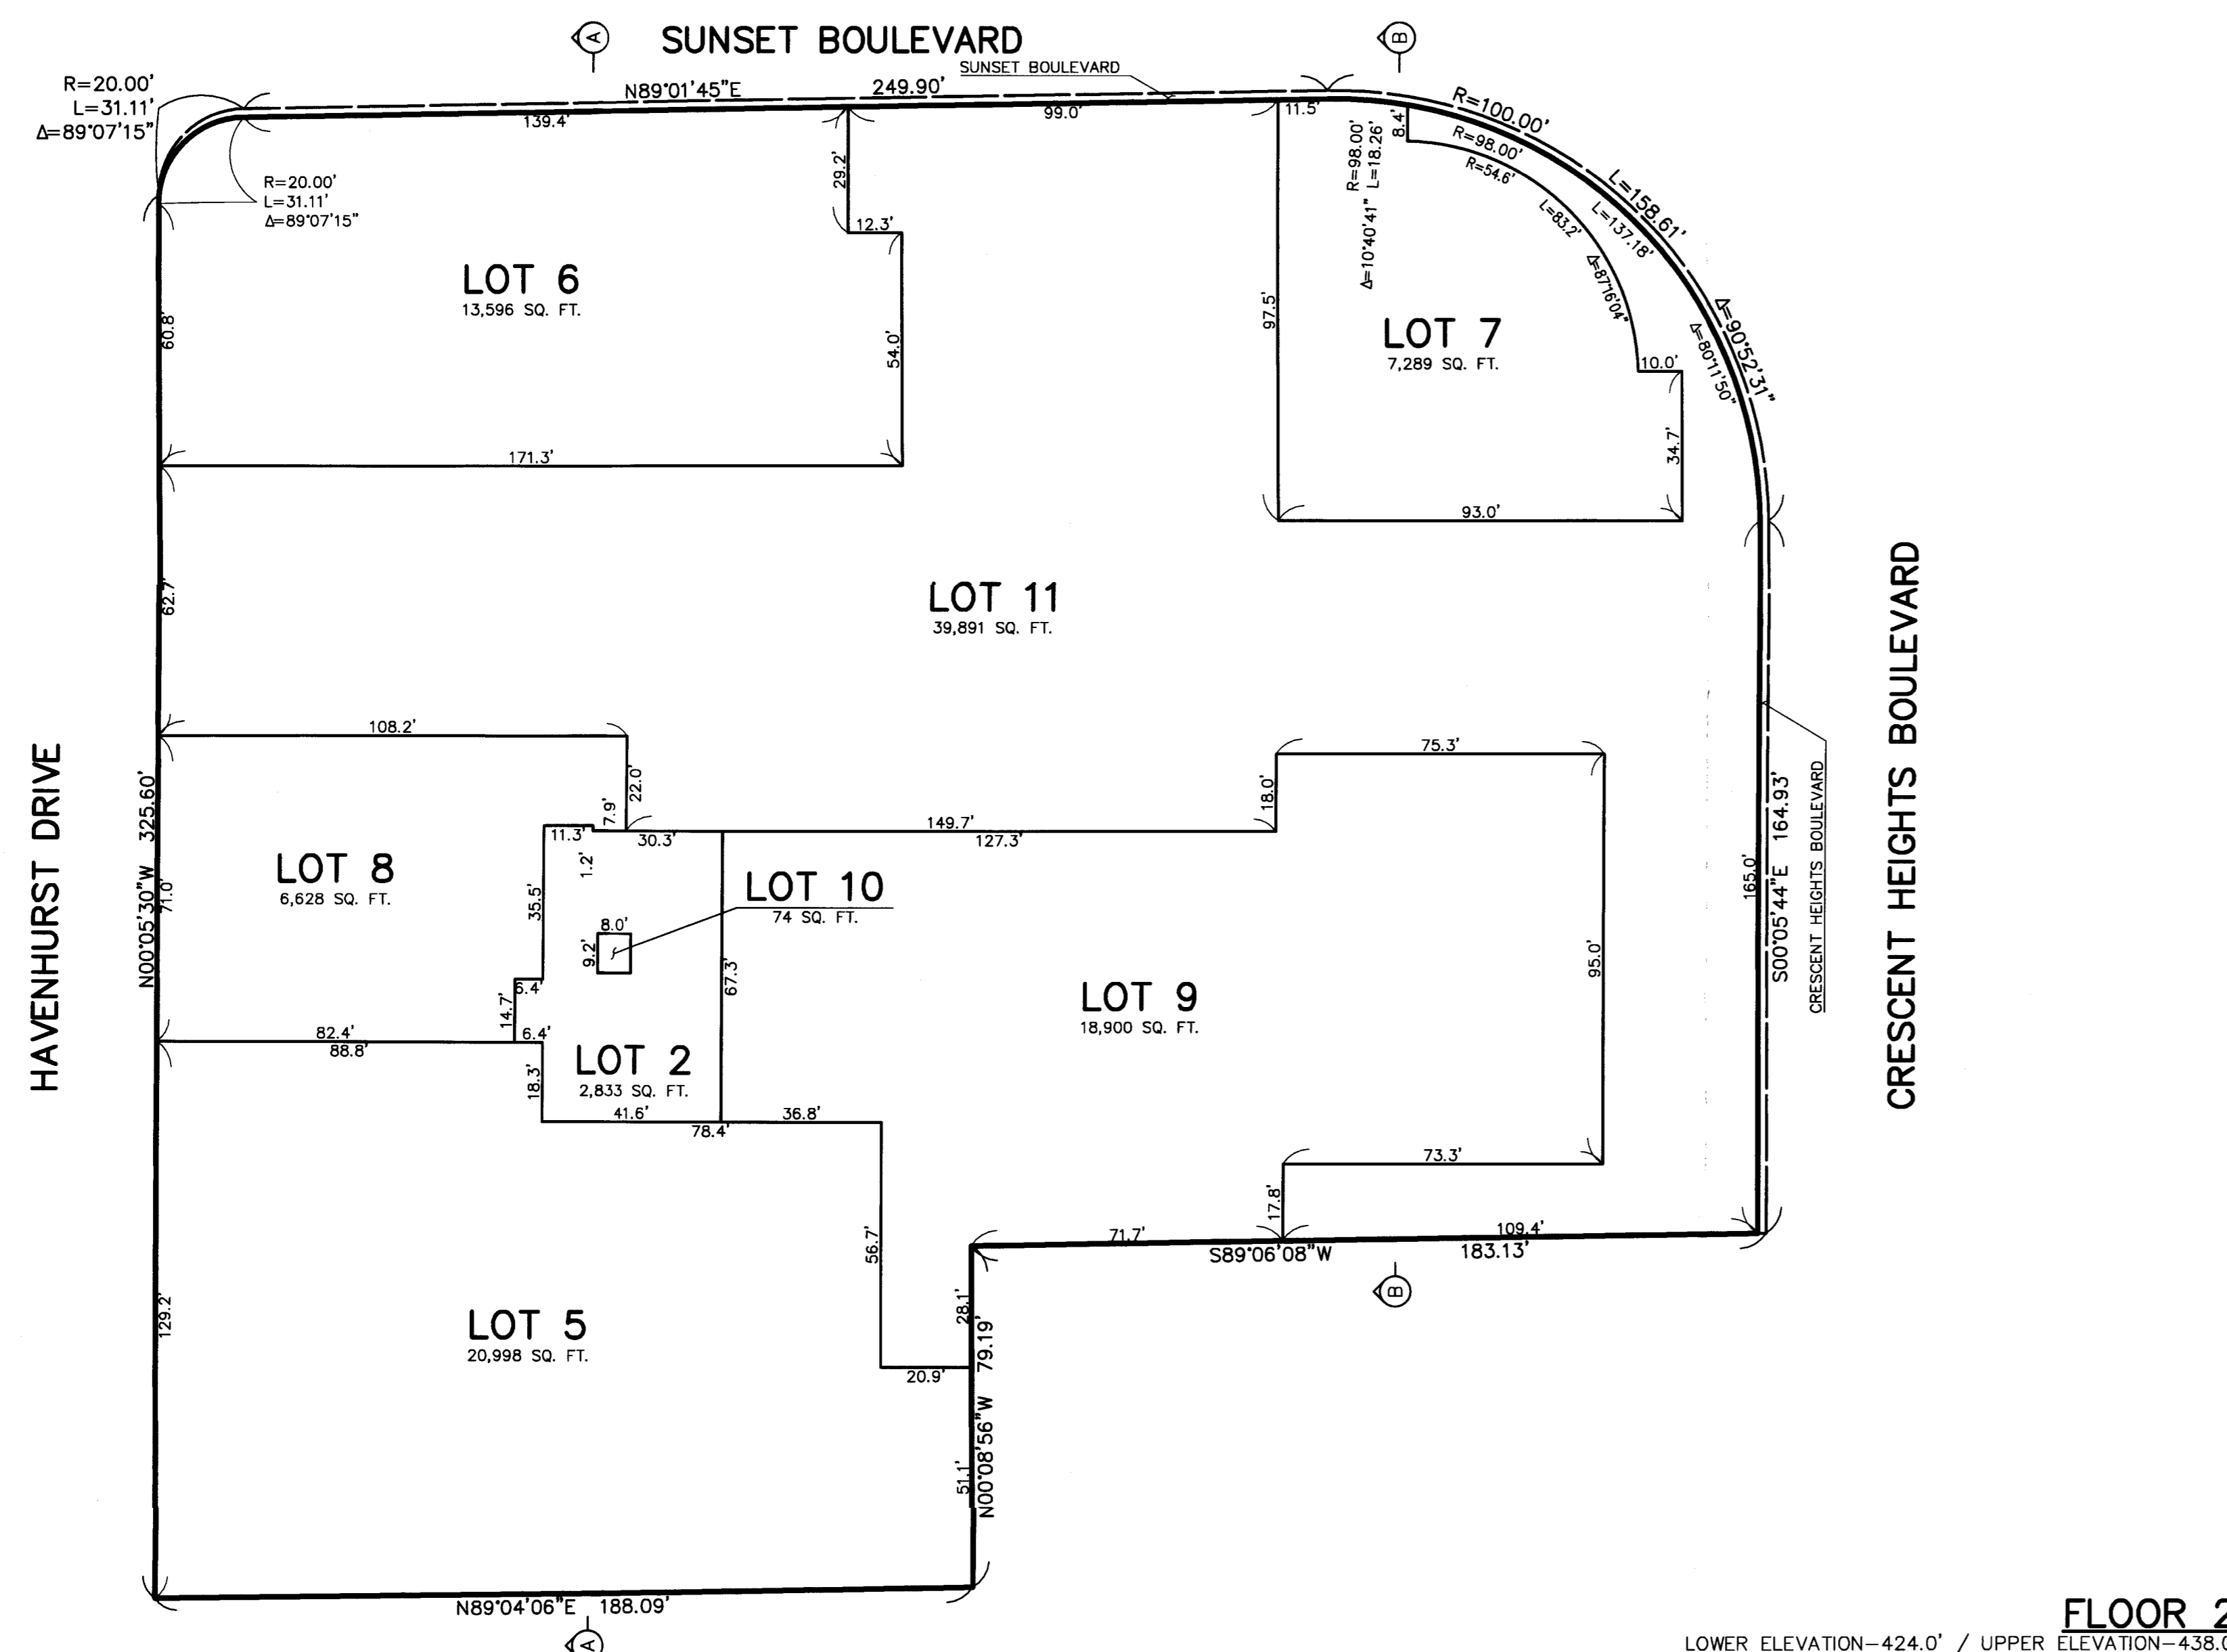 A
SUNSET BOULEVARD
B
SUNSET BOULEVARD
R=20.00'
L=31.11'
Δ=89°07'15"
N89°01'45"E 249.90'
139.4'
99.0'
11.5'
8.4'
R=100.00'
L=158.61'
Δ=90°52'31"
R=98.00'
L=137.18'
Δ=80°11'50"
R=54.6'
L=83.2'
Δ=87°16'04"
R=98.00'
Δ=10°40'41" L=18.26'
R=20.00'
L=31.11'
Δ=89°07'15"
29.2'
12.3'
LOT 6
13,596 SQ. FT.
60.8'
54.0'
97.5'
LOT 7
7,289 SQ. FT.
10.0'
34.7'
171.3'
93.0'
62.7'
LOT 11
39,891 SQ. FT.
CRESCENT HEIGHTS BOULEVARD
108.2'
22.0'
7.9'
75.3'
18.0'
HAVENHURST DRIVE
N00°05'30"W 325.60'
71.0'
11.3'
30.3'
149.7'
127.3'
1.2'
LOT 8
6,628 SQ. FT.
35.5'
LOT 10
74 SQ. FT.
8.0'
9.2'
67.3'
6.4'
14.7'
LOT 9
18,900 SQ. FT.
95.0'
165.0'
S00°05'44"E 164.93'
CRESCENT HEIGHTS BOULEVARD
82.4'
88.8'
6.4'
18.3'
LOT 2
2,833 SQ. FT.
41.6'
36.8'
78.4'
73.3'
17.8'
56.7'
71.7'
109.4'
S89°06'08"W 183.13'
B
28.1'
LOT 5
20,998 SQ. FT.
129.2'
20.9'
51.1'
N00°08'56"W 79.19'
N89°04'06"E 188.09'
A
FLOOR 2
LOWER ELEVATION-424.0' / UPPER ELEVATION-438.0